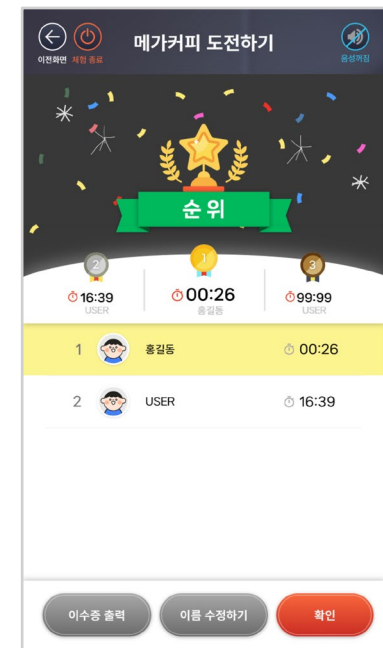 메가커피 도전하기
이전화면 체험 종료
음성꺼짐
순위
2
1
3
16:39
00:26
99:99
USER
홍길동
USER
1 홍길동 00:26
2 USER 16:39
이수증 출력
이름 수정하기
확인